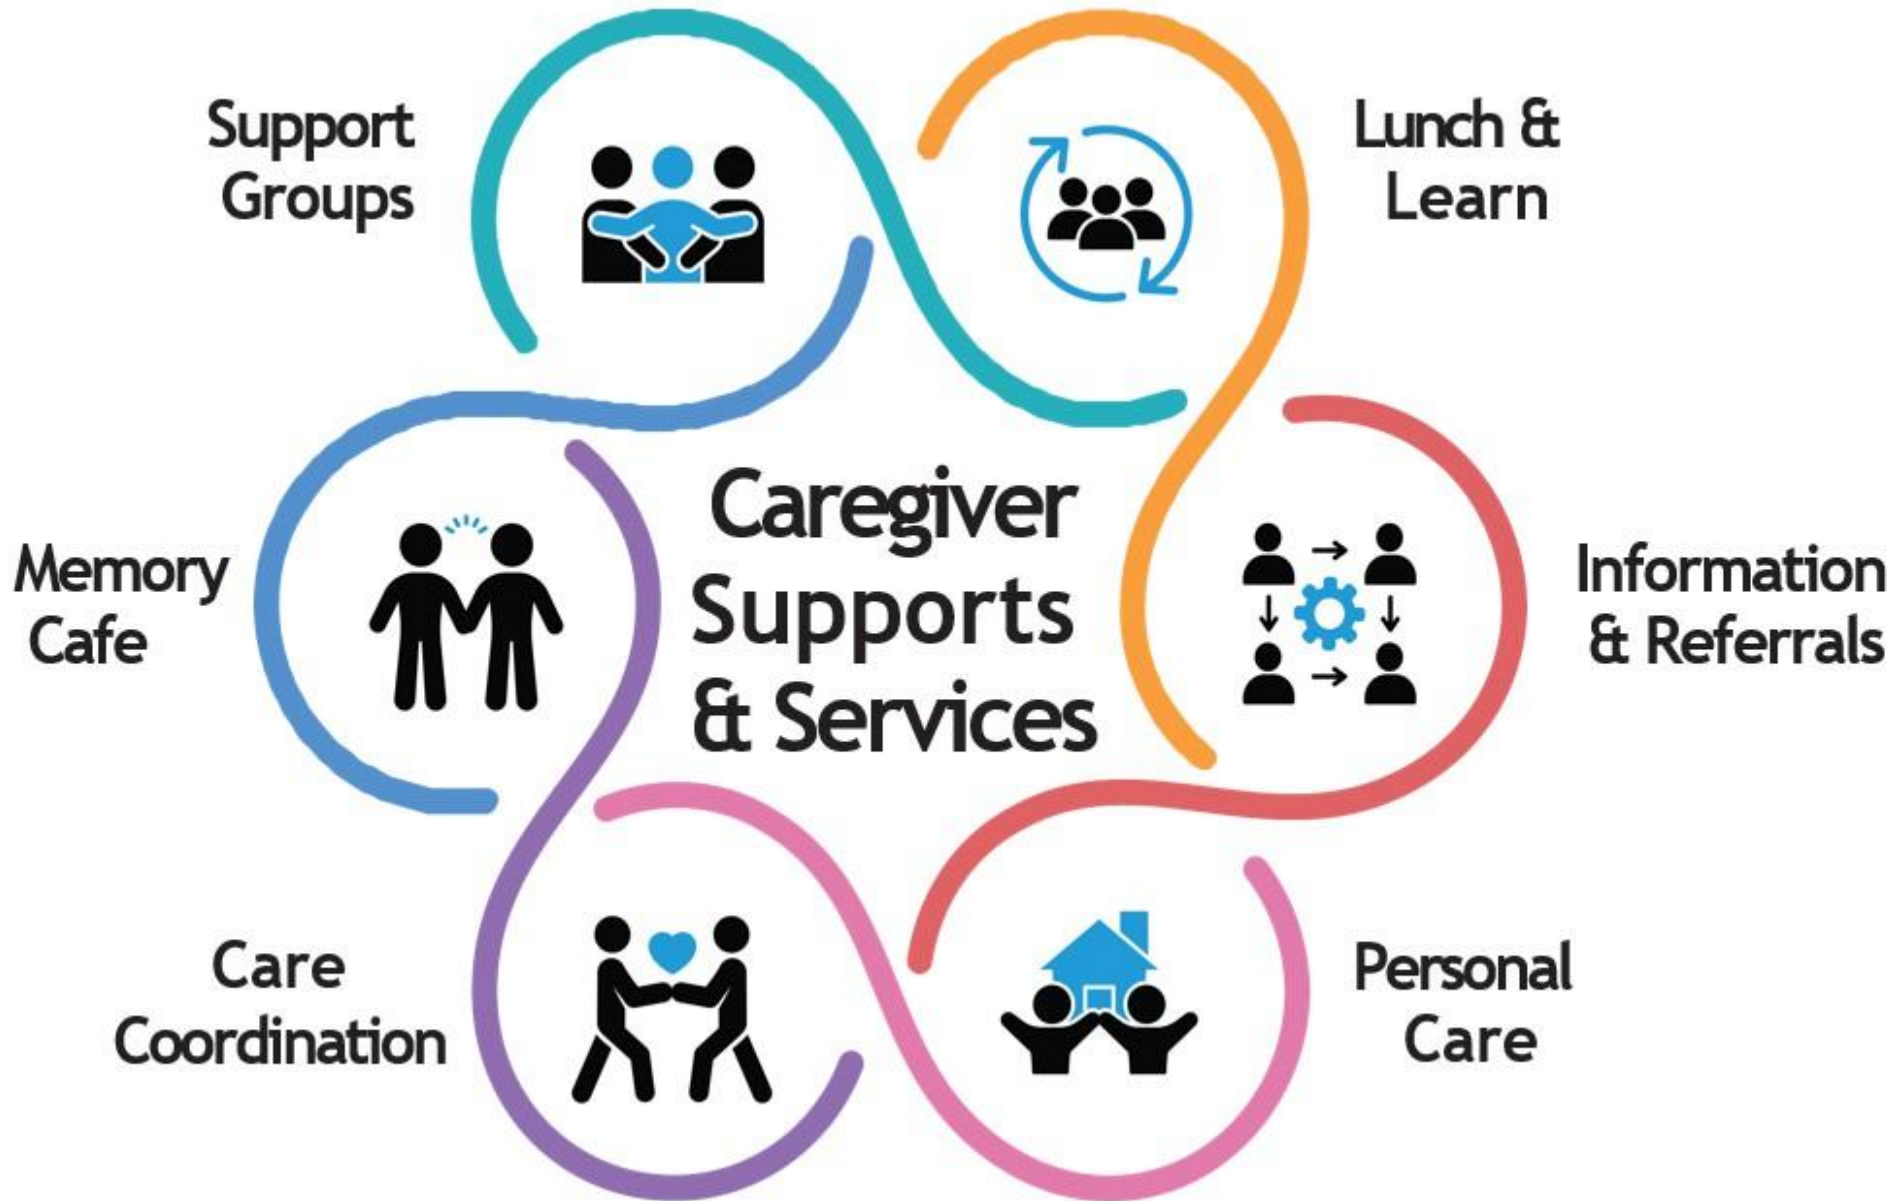 Support
Groups
Lunch &
Learn
Memory
Cafe
Caregiver
Supports
& Services
Information
& Referrals
Care
Coordination
Personal
Care